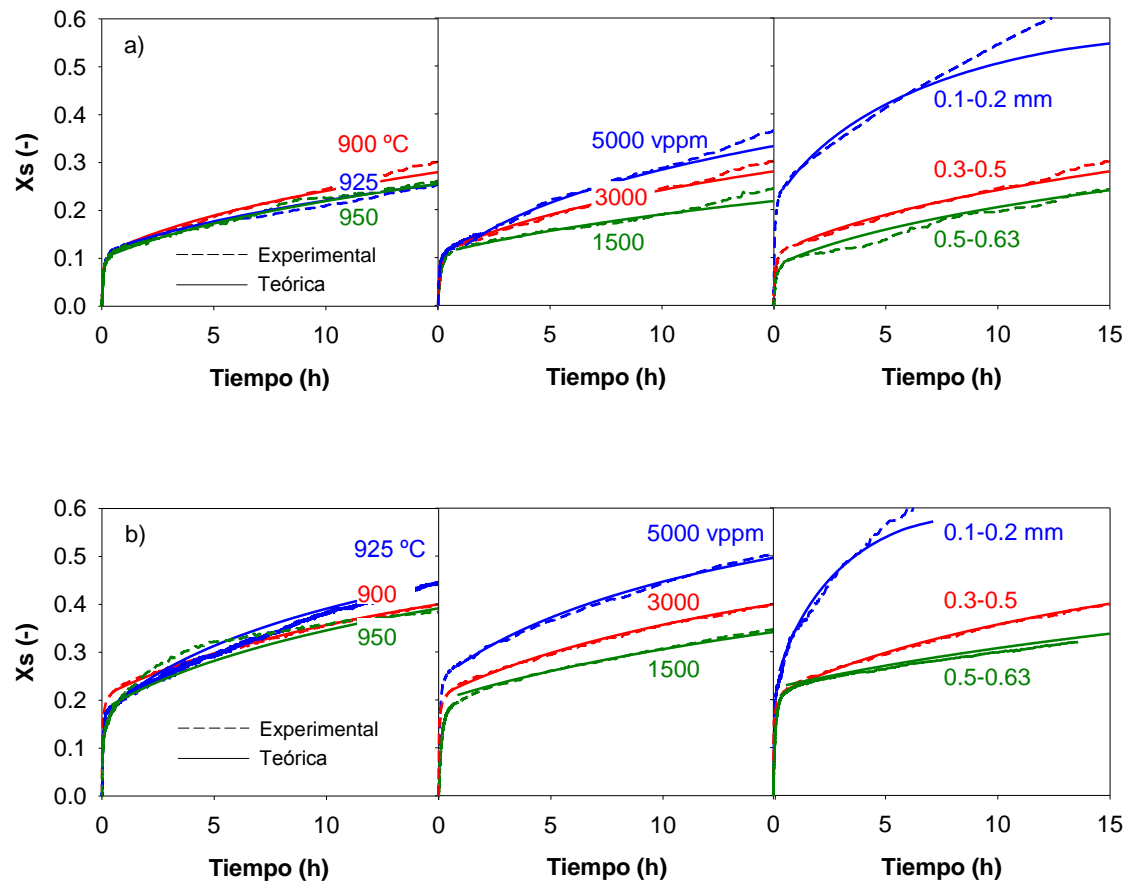 a)
Xs (-)
0.6
0.5
0.4
0.3
0.2
0.1
0.0
900 ºC
925
950
Experimental
Teórica
5000 vppm
3000
1500
0.1-0.2 mm
0.3-0.5
0.5-0.63
0 5 10 0 5 10 0 5 10 15
Tiempo (h) Tiempo (h) Tiempo (h)
b)
Xs (-)
0.6
0.5
0.4
0.3
0.2
0.1
0.0
925 ºC
900
950
Experimental
Teórica
5000 vppm
3000
1500
0.1-0.2 mm
0.3-0.5
0.5-0.63
0 5 10 0 5 10 0 5 10 15
Tiempo (h) Tiempo (h) Tiempo (h)